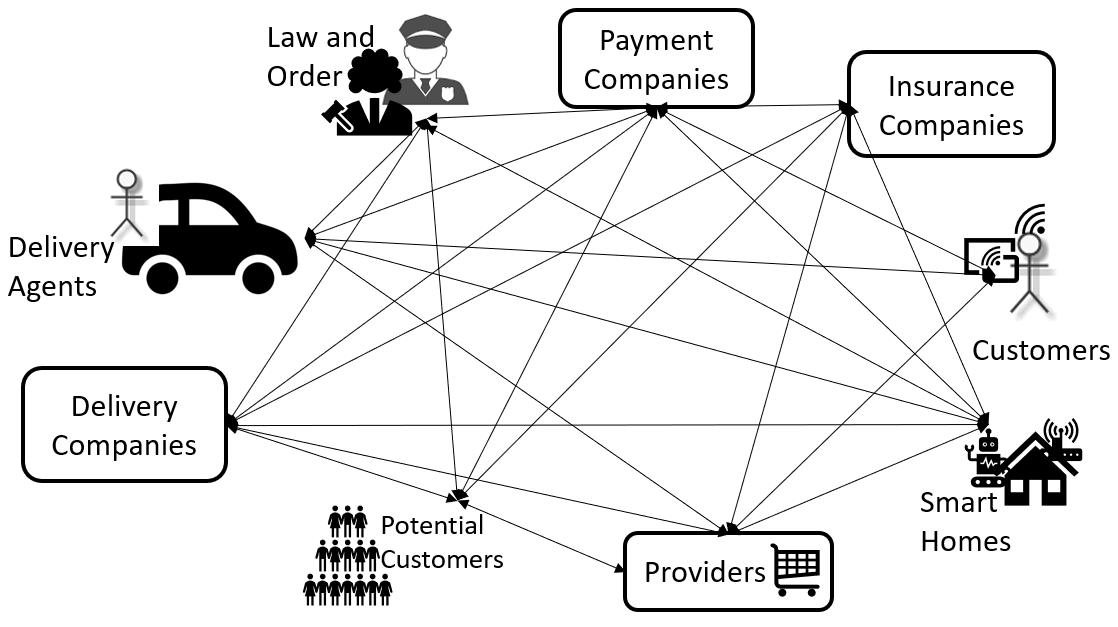 Law and
Order
Payment
Companies
Insurance
Companies
Delivery
Agents
Customers
Delivery
Companies
Smart
Homes
Potential
Customers
Providers